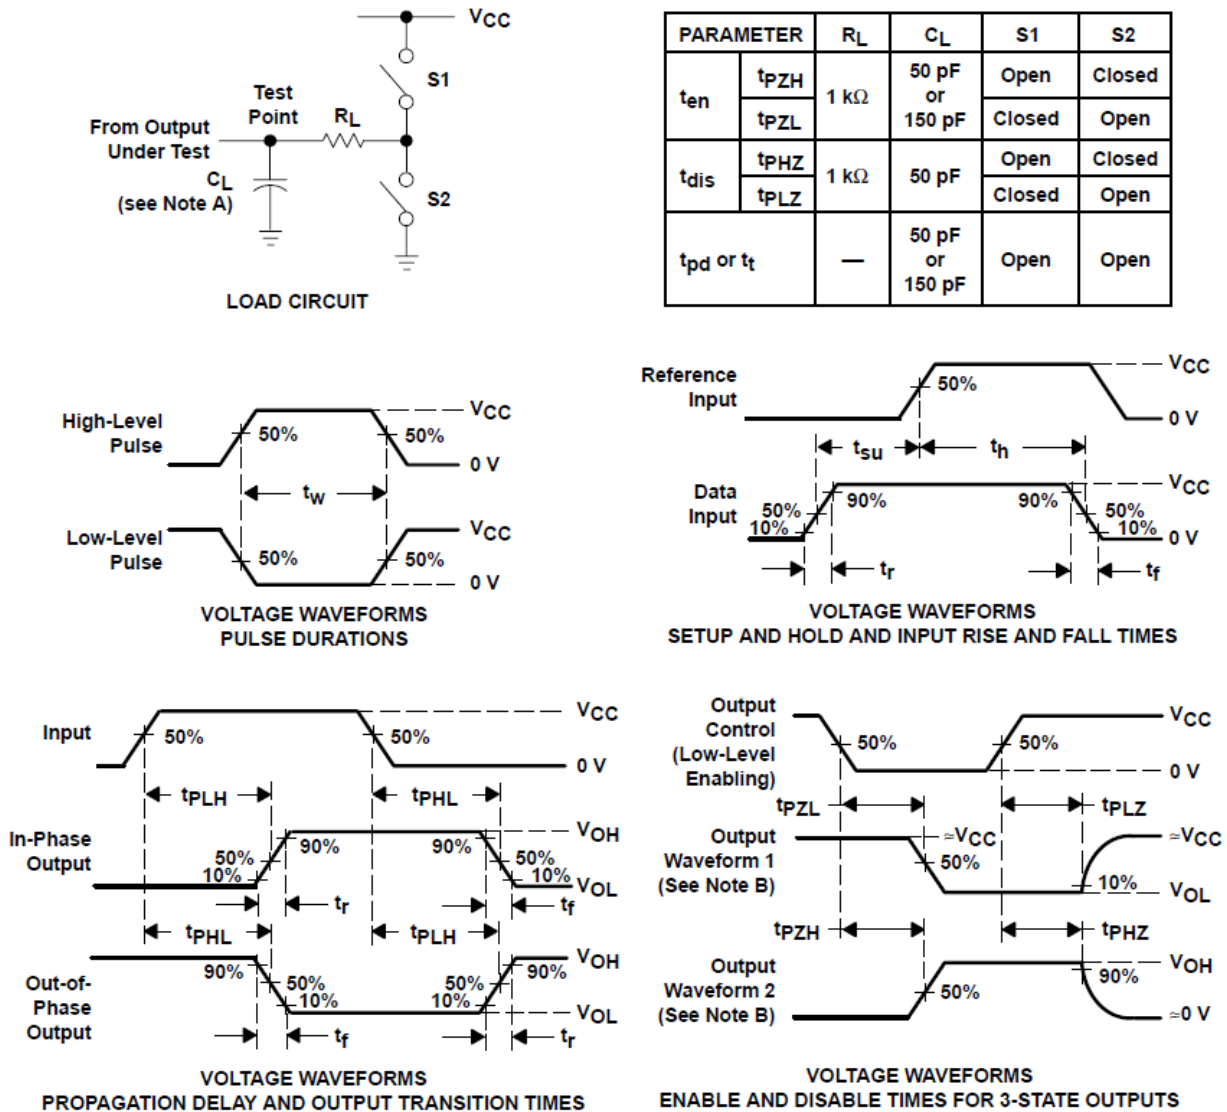 VCC
S1
Test
Point
RL
From Output
Under Test
CL
(see Note A)
S2
LOAD CIRCUIT
PARAMETER RL CL S1 S2
ten tPZH 1 kΩ 50 pF or 150 pF Open Closed
tPZL Closed Open
tdis tPHZ 1 kΩ 50 pF Open Closed
tPLZ Closed Open
tpd or tt — 50 pF or 150 pF Open Open
High-Level
Pulse
50%
50%
VCC
0 V
tw
Low-Level
Pulse
50%
50%
VCC
0 V
VOLTAGE WAVEFORMS
PULSE DURATIONS
Reference
Input
50%
VCC
0 V
tsu
th
Data
Input
50%
10%
90%
90%
50%
10%
VCC
0 V
tr
tf
VOLTAGE WAVEFORMS
SETUP AND HOLD AND INPUT RISE AND FALL TIMES
Input
50%
50%
VCC
0 V
tPLH
tPHL
In-Phase
Output
50%
10%
90%
90%
50%
10%
VOH
VOL
tr
tf
tPHL
tPLH
Out-of-
Phase
Output
90%
50%
10%
50%
10%
90%
VOH
VOL
tf
tr
VOLTAGE WAVEFORMS
PROPAGATION DELAY AND OUTPUT TRANSITION TIMES
Output
Control
(Low-Level
Enabling)
50%
50%
VCC
0 V
tPZL
tPLZ
Output
Waveform 1
(See Note B)
≈VCC
50%
≈VCC
10%
VOL
tPZH
tPHZ
Output
Waveform 2
(See Note B)
50%
90%
VOH
≈0 V
VOLTAGE WAVEFORMS
ENABLE AND DISABLE TIMES FOR 3-STATE OUTPUTS